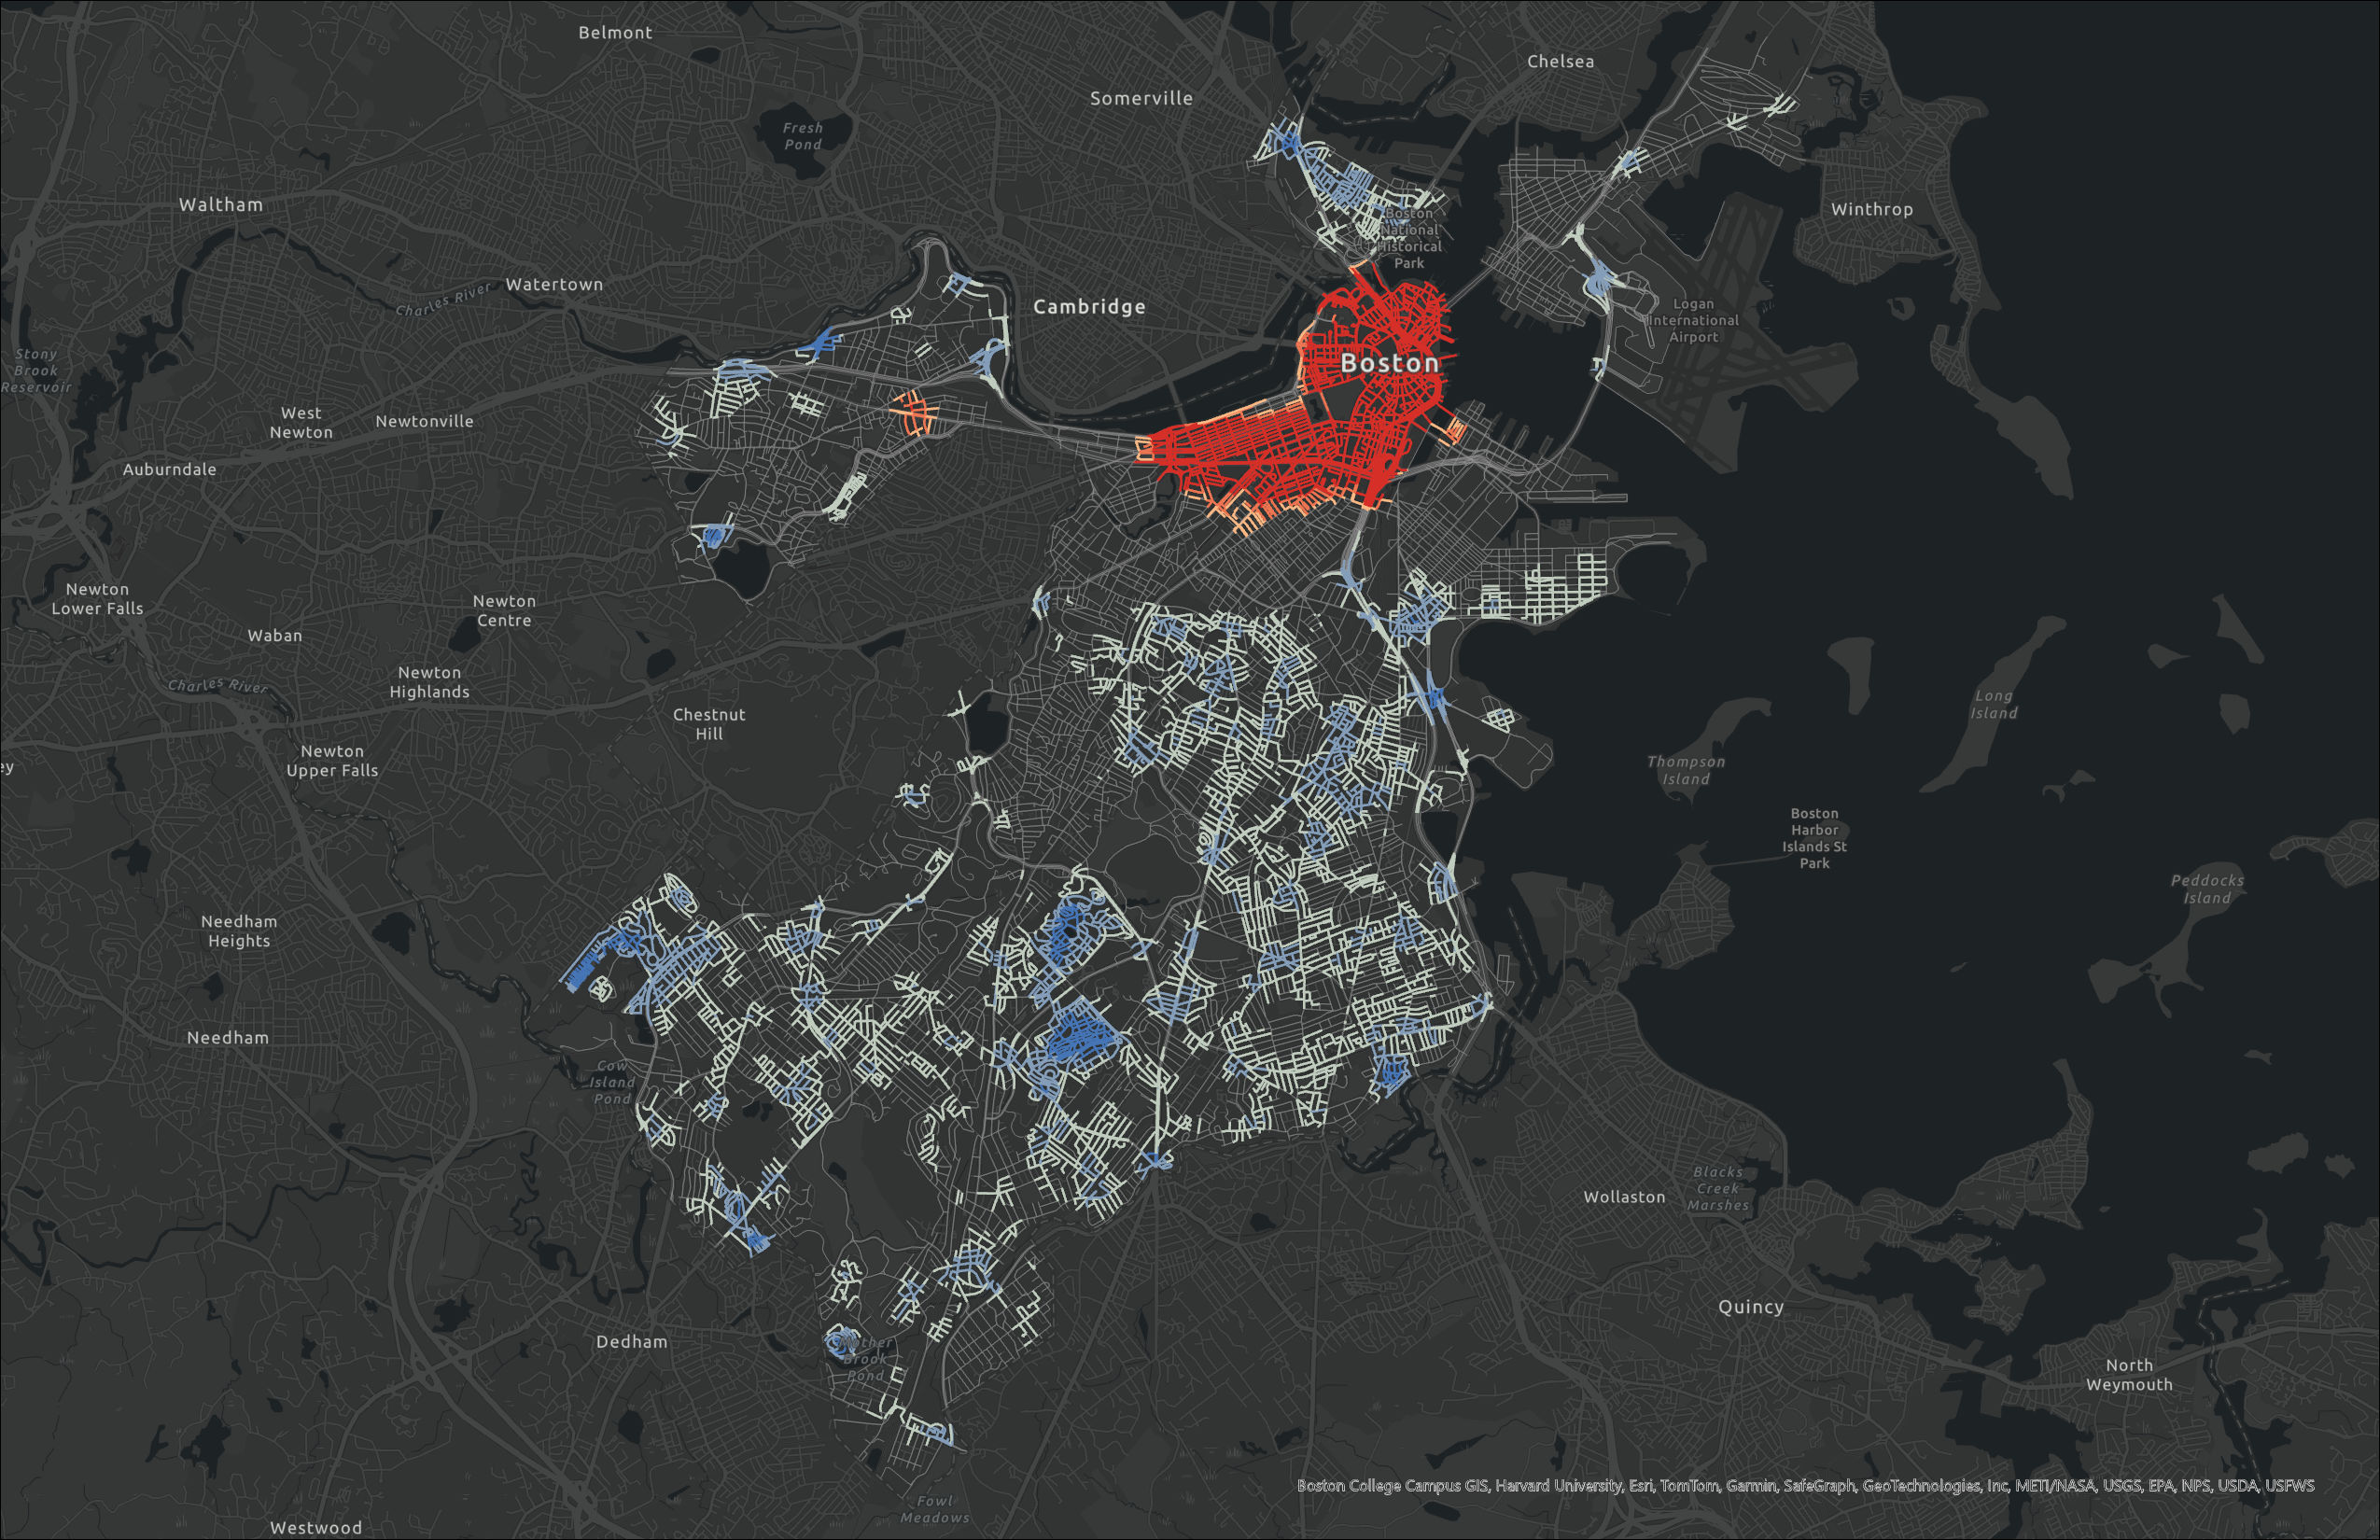 Belmont
Chelsea
Somerville
Fresh
Pond
Waltham
Winthrop
Boston
National
Historical
Park
Watertown
Charles River
Cambridge
Logan
International
Airport
Stony
Brook
Reservoir
Boston
West
Newton
Newtonville
Auburndale
Newton
Lower Falls
Newton
Centre
Waban
Newton
Highlands
Charles River
Chestnut
Hill
Long
Island
Newton
Upper Falls
ey
Thompson
Island
Boston
Harbor
Islands St
Park
Peddocks
Island
Needham
Heights
Needham
Cow
Island
Pond
Blacks
Creek
Marshes
Wollaston
Quincy
Dedham
Mother
Brook
Pond
North
Weymouth
Boston College Campus GIS, Harvard University, Esri, TomTom, Garmin, SafeGraph, GeoTechnologies, Inc, METI/NASA, USGS, EPA, NPS, USDA, USFWS
Fowl
Meadows
Westwood